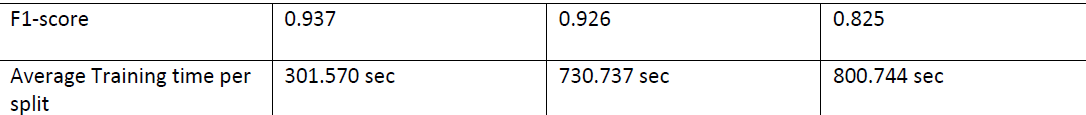 F1-score 0.937 0.926 0.825
Average Training time per 301.570 sec 730.737 sec 800.744 sec
split